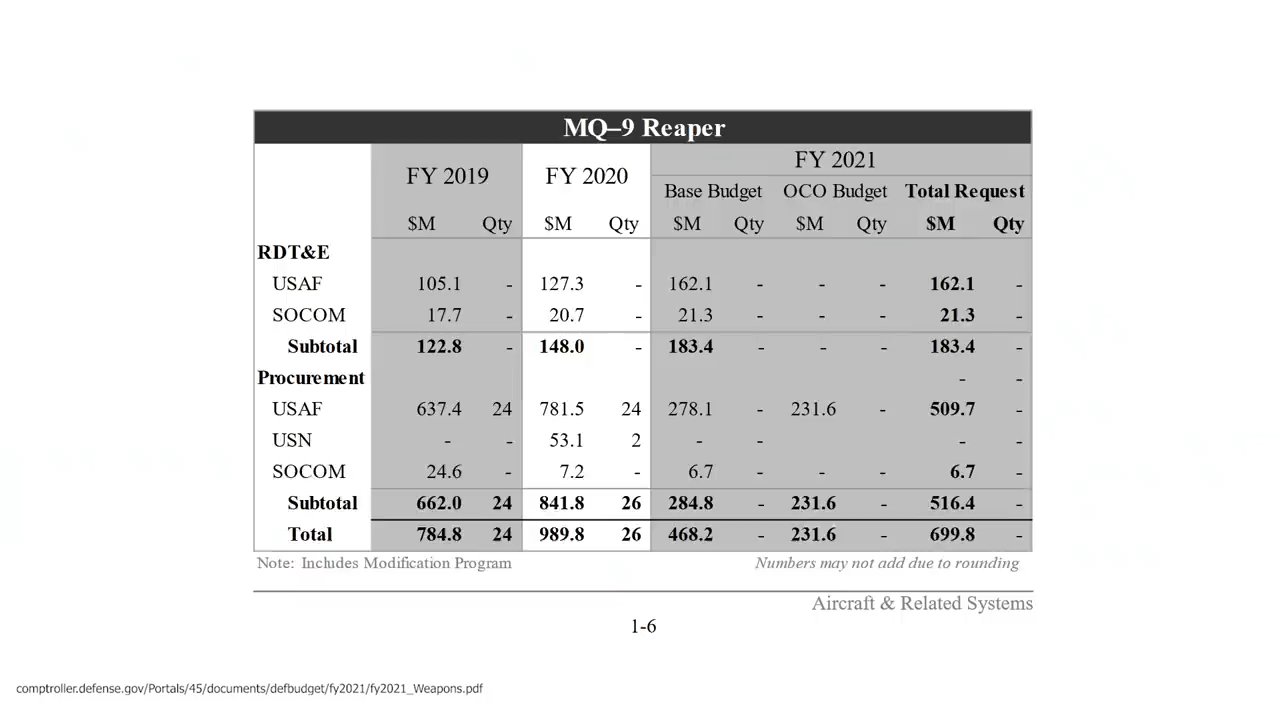 MQ–9 Reaper
FY 2019 FY 2020 FY 2021
Base Budget OCO Budget Total Request
$M Qty $M Qty $M Qty $M Qty $M Qty
RDT&E
USAF 105.1 - 127.3 - 162.1 - - - 162.1 -
SOCOM 17.7 - 20.7 - 21.3 - - - 21.3 -
Subtotal 122.8 - 148.0 - 183.4 - - - 183.4 -
Procurement - -
USAF 637.4 24 781.5 24 278.1 - 231.6 - 509.7 -
USN - - 53.1 2 - - - -
SOCOM 24.6 - 7.2 - 6.7 - - - 6.7 -
Subtotal 662.0 24 841.8 26 284.8 - 231.6 - 516.4 -
Total 784.8 24 989.8 26 468.2 - 231.6 - 699.8 -
Note: Includes Modification Program Numbers may not add due to rounding
Aircraft & Related Systems
1-6
comptroller.defense.gov/Portals/45/documents/defbudget/fy2021/fy2021_Weapons.pdf